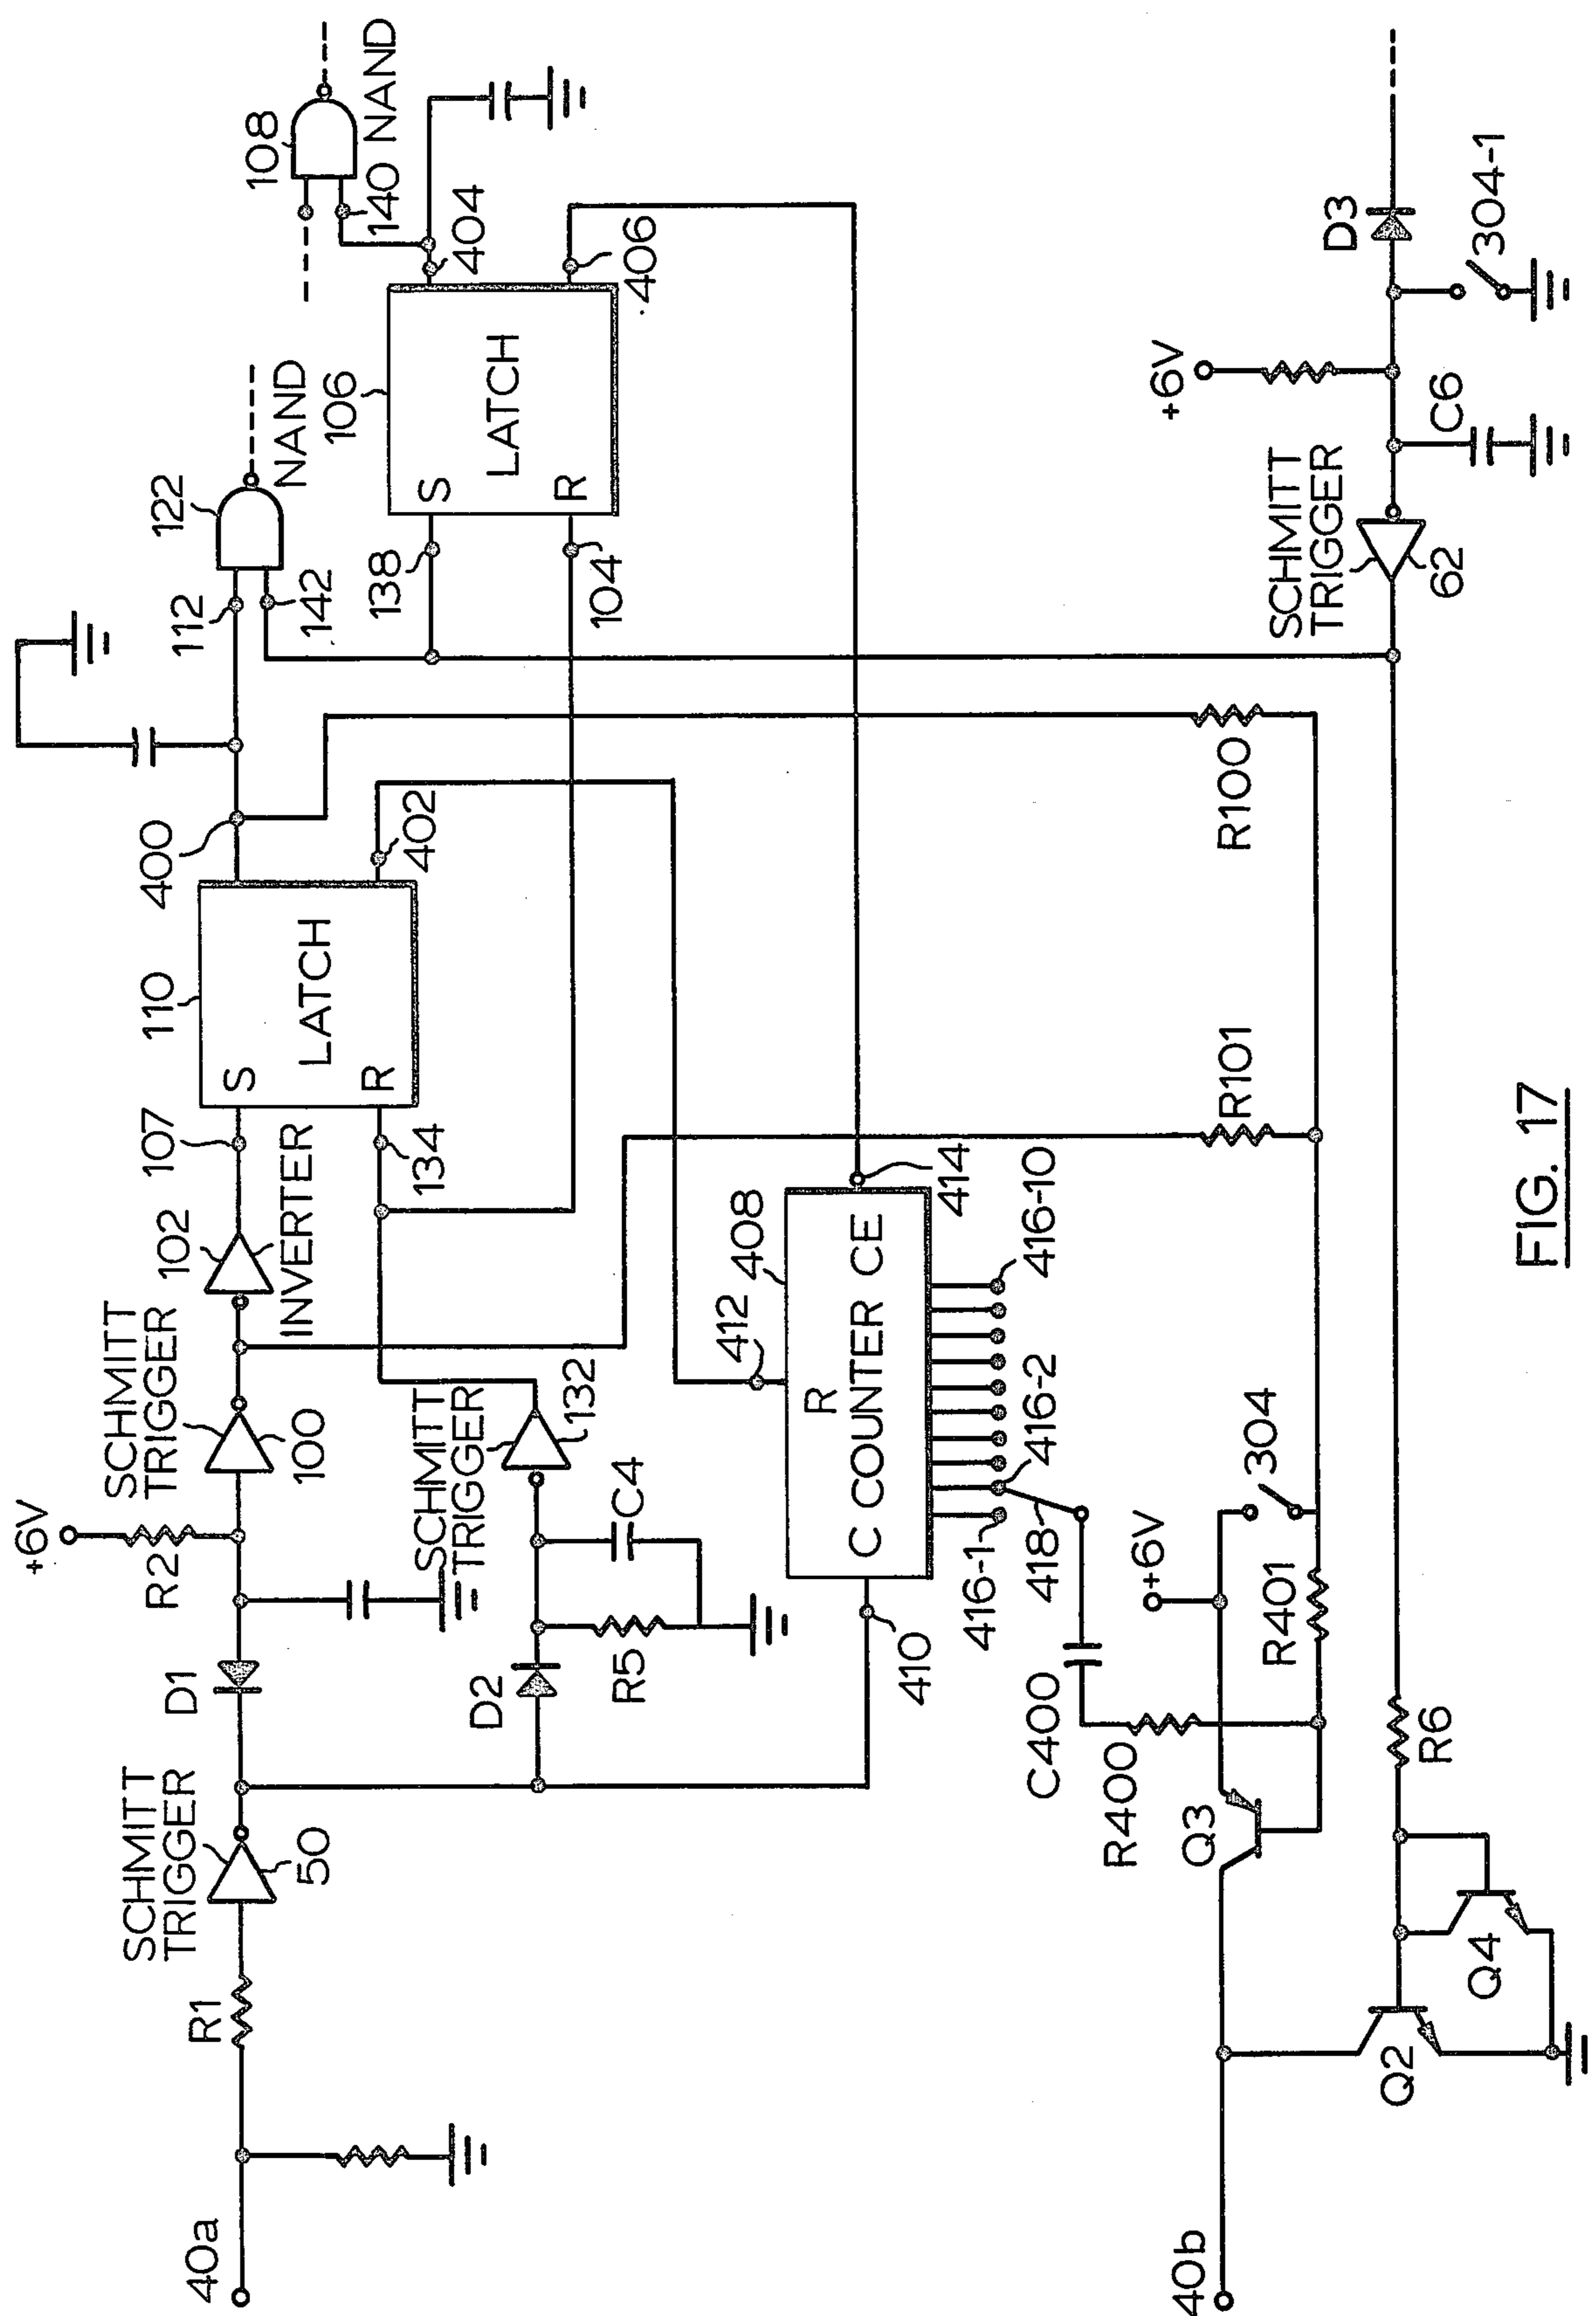 40a
R1
SCHMITT
TRIGGER
50
D1
R2
+6V
SCHMITT
TRIGGER
100
102
INVERTER
107
110
S
R
LATCH
134
400
402
112
142
122
NAND
D2
R5
C4
SCHMITT
TRIGGER
132
138
104
106
S
R
LATCH
404
406
108
140
NAND
410
412
408
R
C COUNTER CE
414
416-1
416-2
416-10
418
C400
R400
R401
R101
R100
+6V
304
Q3
40b
Q2
Q4
R6
SCHMITT
TRIGGER
62
C6
+6V
D3
304-1
FIG. 17